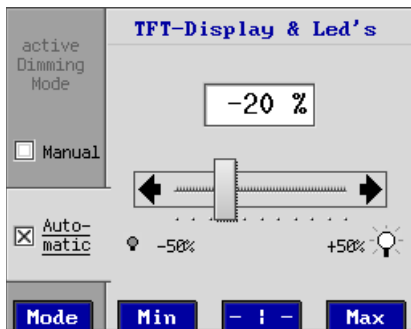 TFT-Display & Led's
active
Dimming
Mode
-20 %
Manual
Auto-
matic
-50%
+50%
Mode
Min
- ¦ -
Max